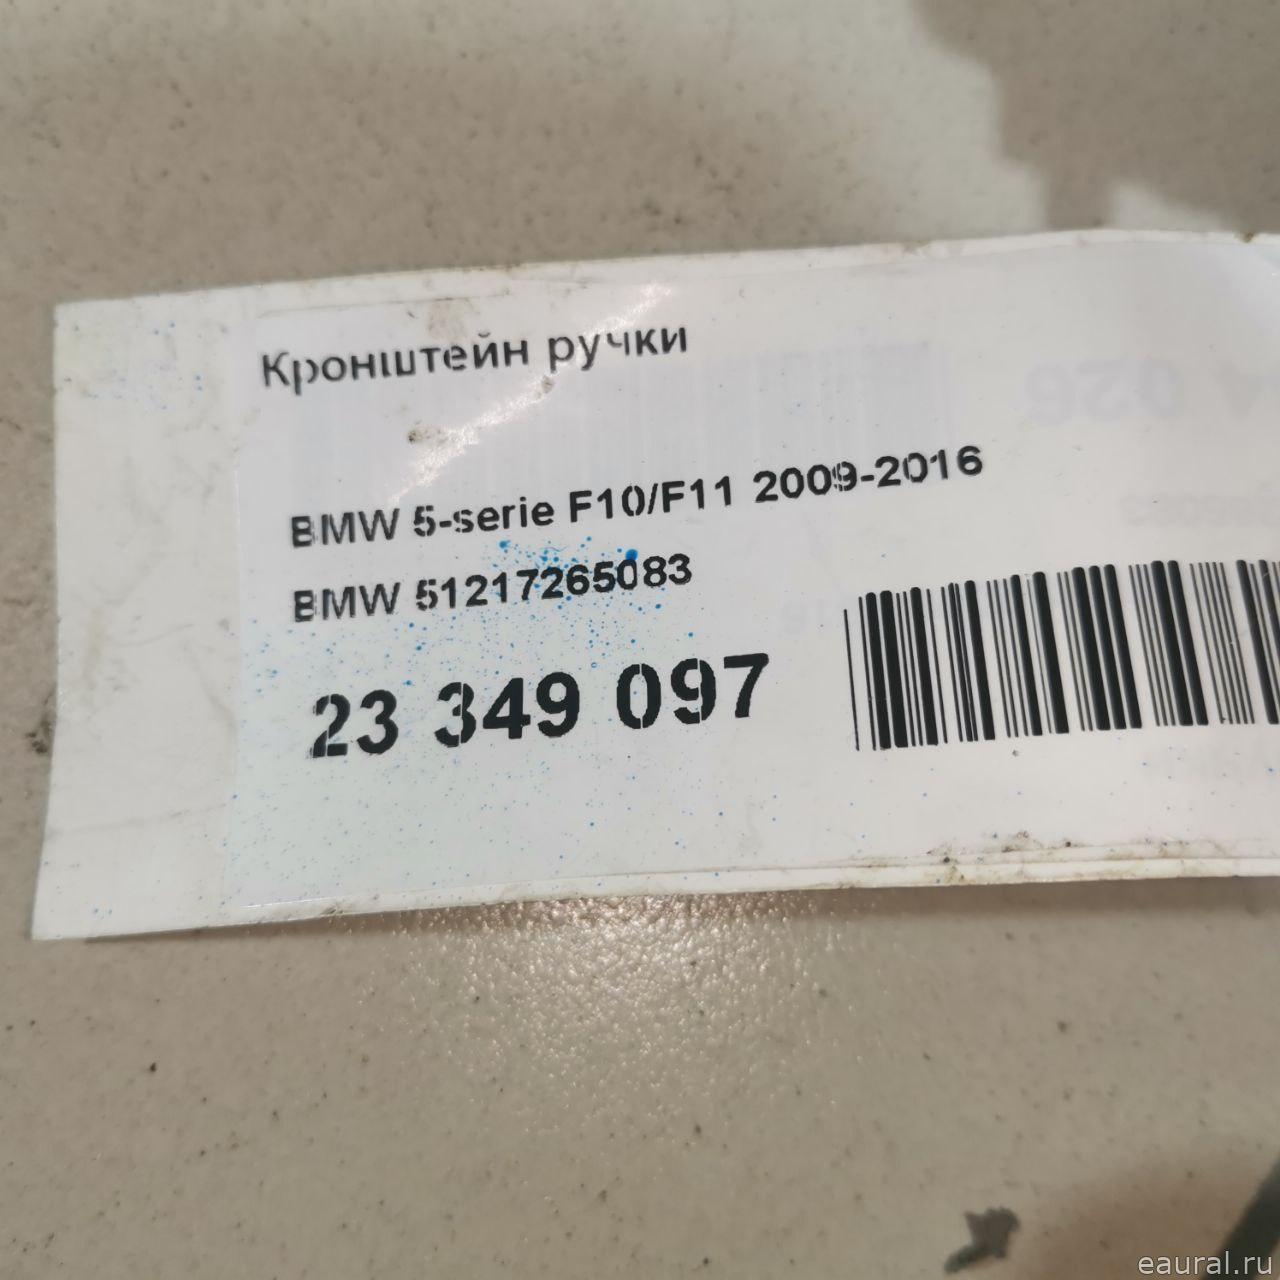 Кронштейн ручки
BMW 5-serie F10/F11 2009-2016
BMW 51217265083
23 349 097
eaural.ru